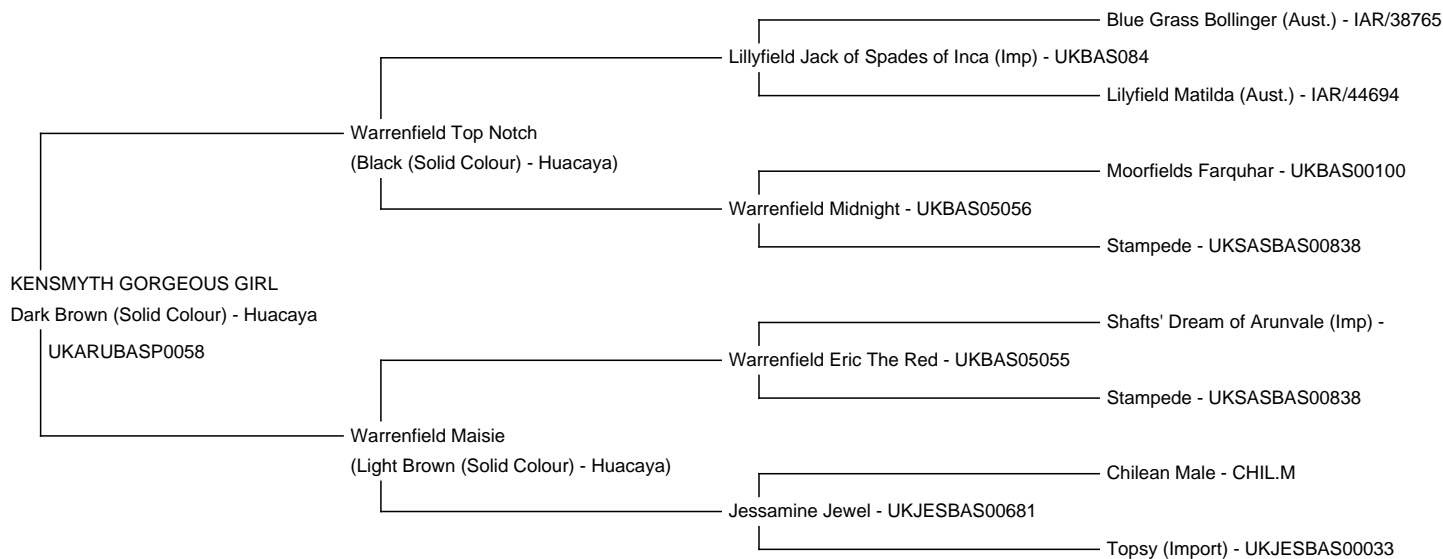 Blue Grass Bollinger (Aust.) - IAR/38765
Lillyfield Jack of Spades of Inca (Imp) - UKBAS084
Lilyfield Matilda (Aust.) - IAR/44694
Warrenfield Top Notch
(Black (Solid Colour) - Huacaya)
Moorfields Farquhar - UKBAS00100
Warrenfield Midnight - UKBAS05056
Stampede - UKSASBAS00838
KENSMYTH GORGEOUS GIRL
Dark Brown (Solid Colour) - Huacaya
UKARUBASP0058
Shafts' Dream of Arunvale (Imp) -
Warrenfield Eric The Red - UKBAS05055
Stampede - UKSASBAS00838
Warrenfield Maisie
(Light Brown (Solid Colour) - Huacaya)
Chilean Male - CHIL.M
Jessamine Jewel - UKJESBAS00681
Topsy (Import) - UKJESBAS00033